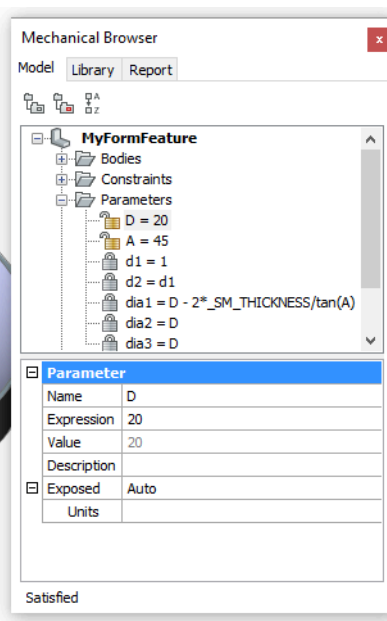 Mechanical Browser
x
Model Library Report
MyFormFeature
Bodies
Constraints
Parameters
D = 20
A = 45
d1 = 1
d2 = d1
dia1 = D - 2*_SM_THICKNESS/tan(A)
dia2 = D
dia3 = D
Parameter
Name D
Expression 20
Value 20
Description
Exposed Auto
Units
Satisfied